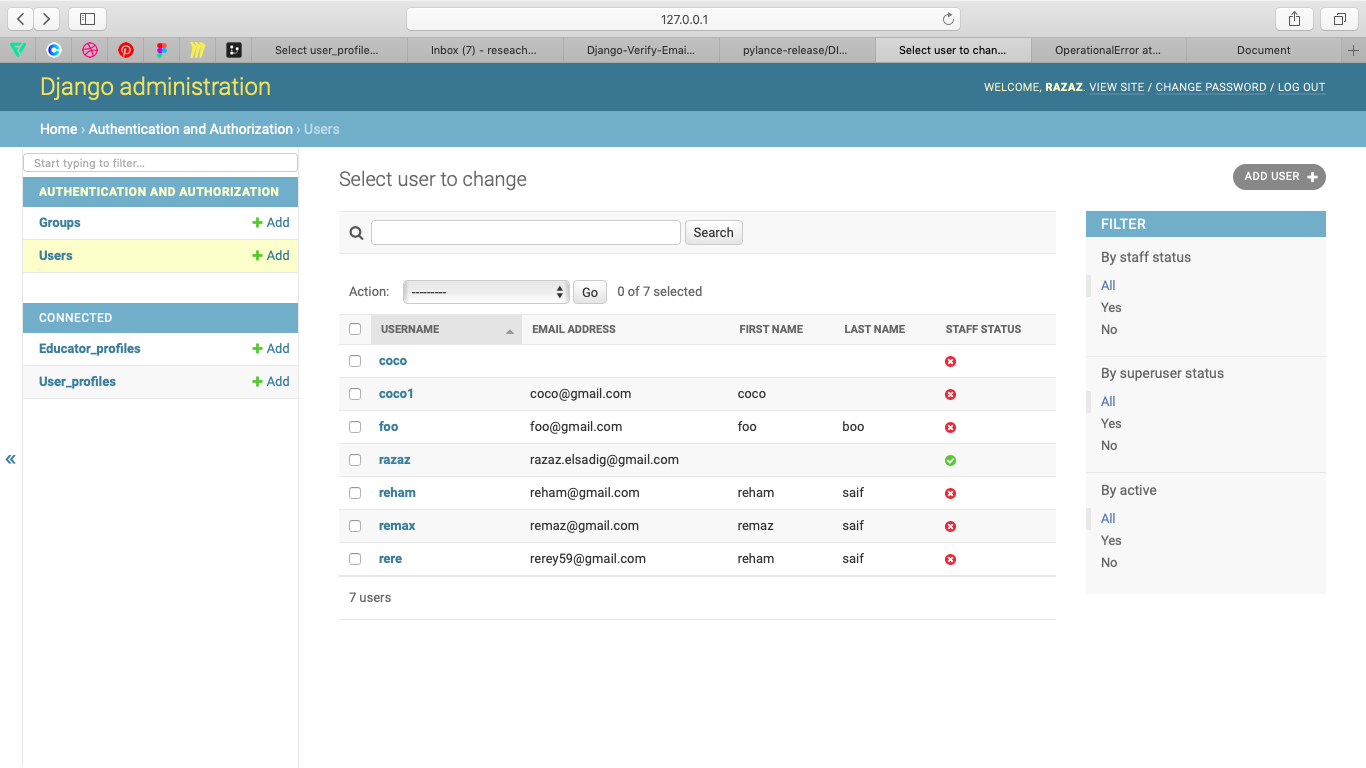 127.0.0.1
Select user_profile... Inbox (7) - reseach... Django-Verify-Emai... pylance-release/DI... Select user to chan... OperationalError at... Document
Django administration
WELCOME, RAZAZ. VIEW SITE / CHANGE PASSWORD / LOG OUT
Home › Authentication and Authorization › Users
Start typing to filter...
AUTHENTICATION AND AUTHORIZATION
Groups + Add
Users + Add
CONNECTED
Educator_profiles + Add
User_profiles + Add
«
Select user to change
ADD USER +
Search
Action: --------- Go 0 of 7 selected
USERNAME EMAIL ADDRESS FIRST NAME LAST NAME STAFF STATUS
coco
coco1 coco@gmail.com coco
foo foo@gmail.com foo boo
razaz razaz.elsadig@gmail.com
reham reham@gmail.com reham saif
remax remaz@gmail.com remaz saif
rere rerey59@gmail.com reham saif
7 users
FILTER
By staff status
All
Yes
No
By superuser status
All
Yes
No
By active
All
Yes
No